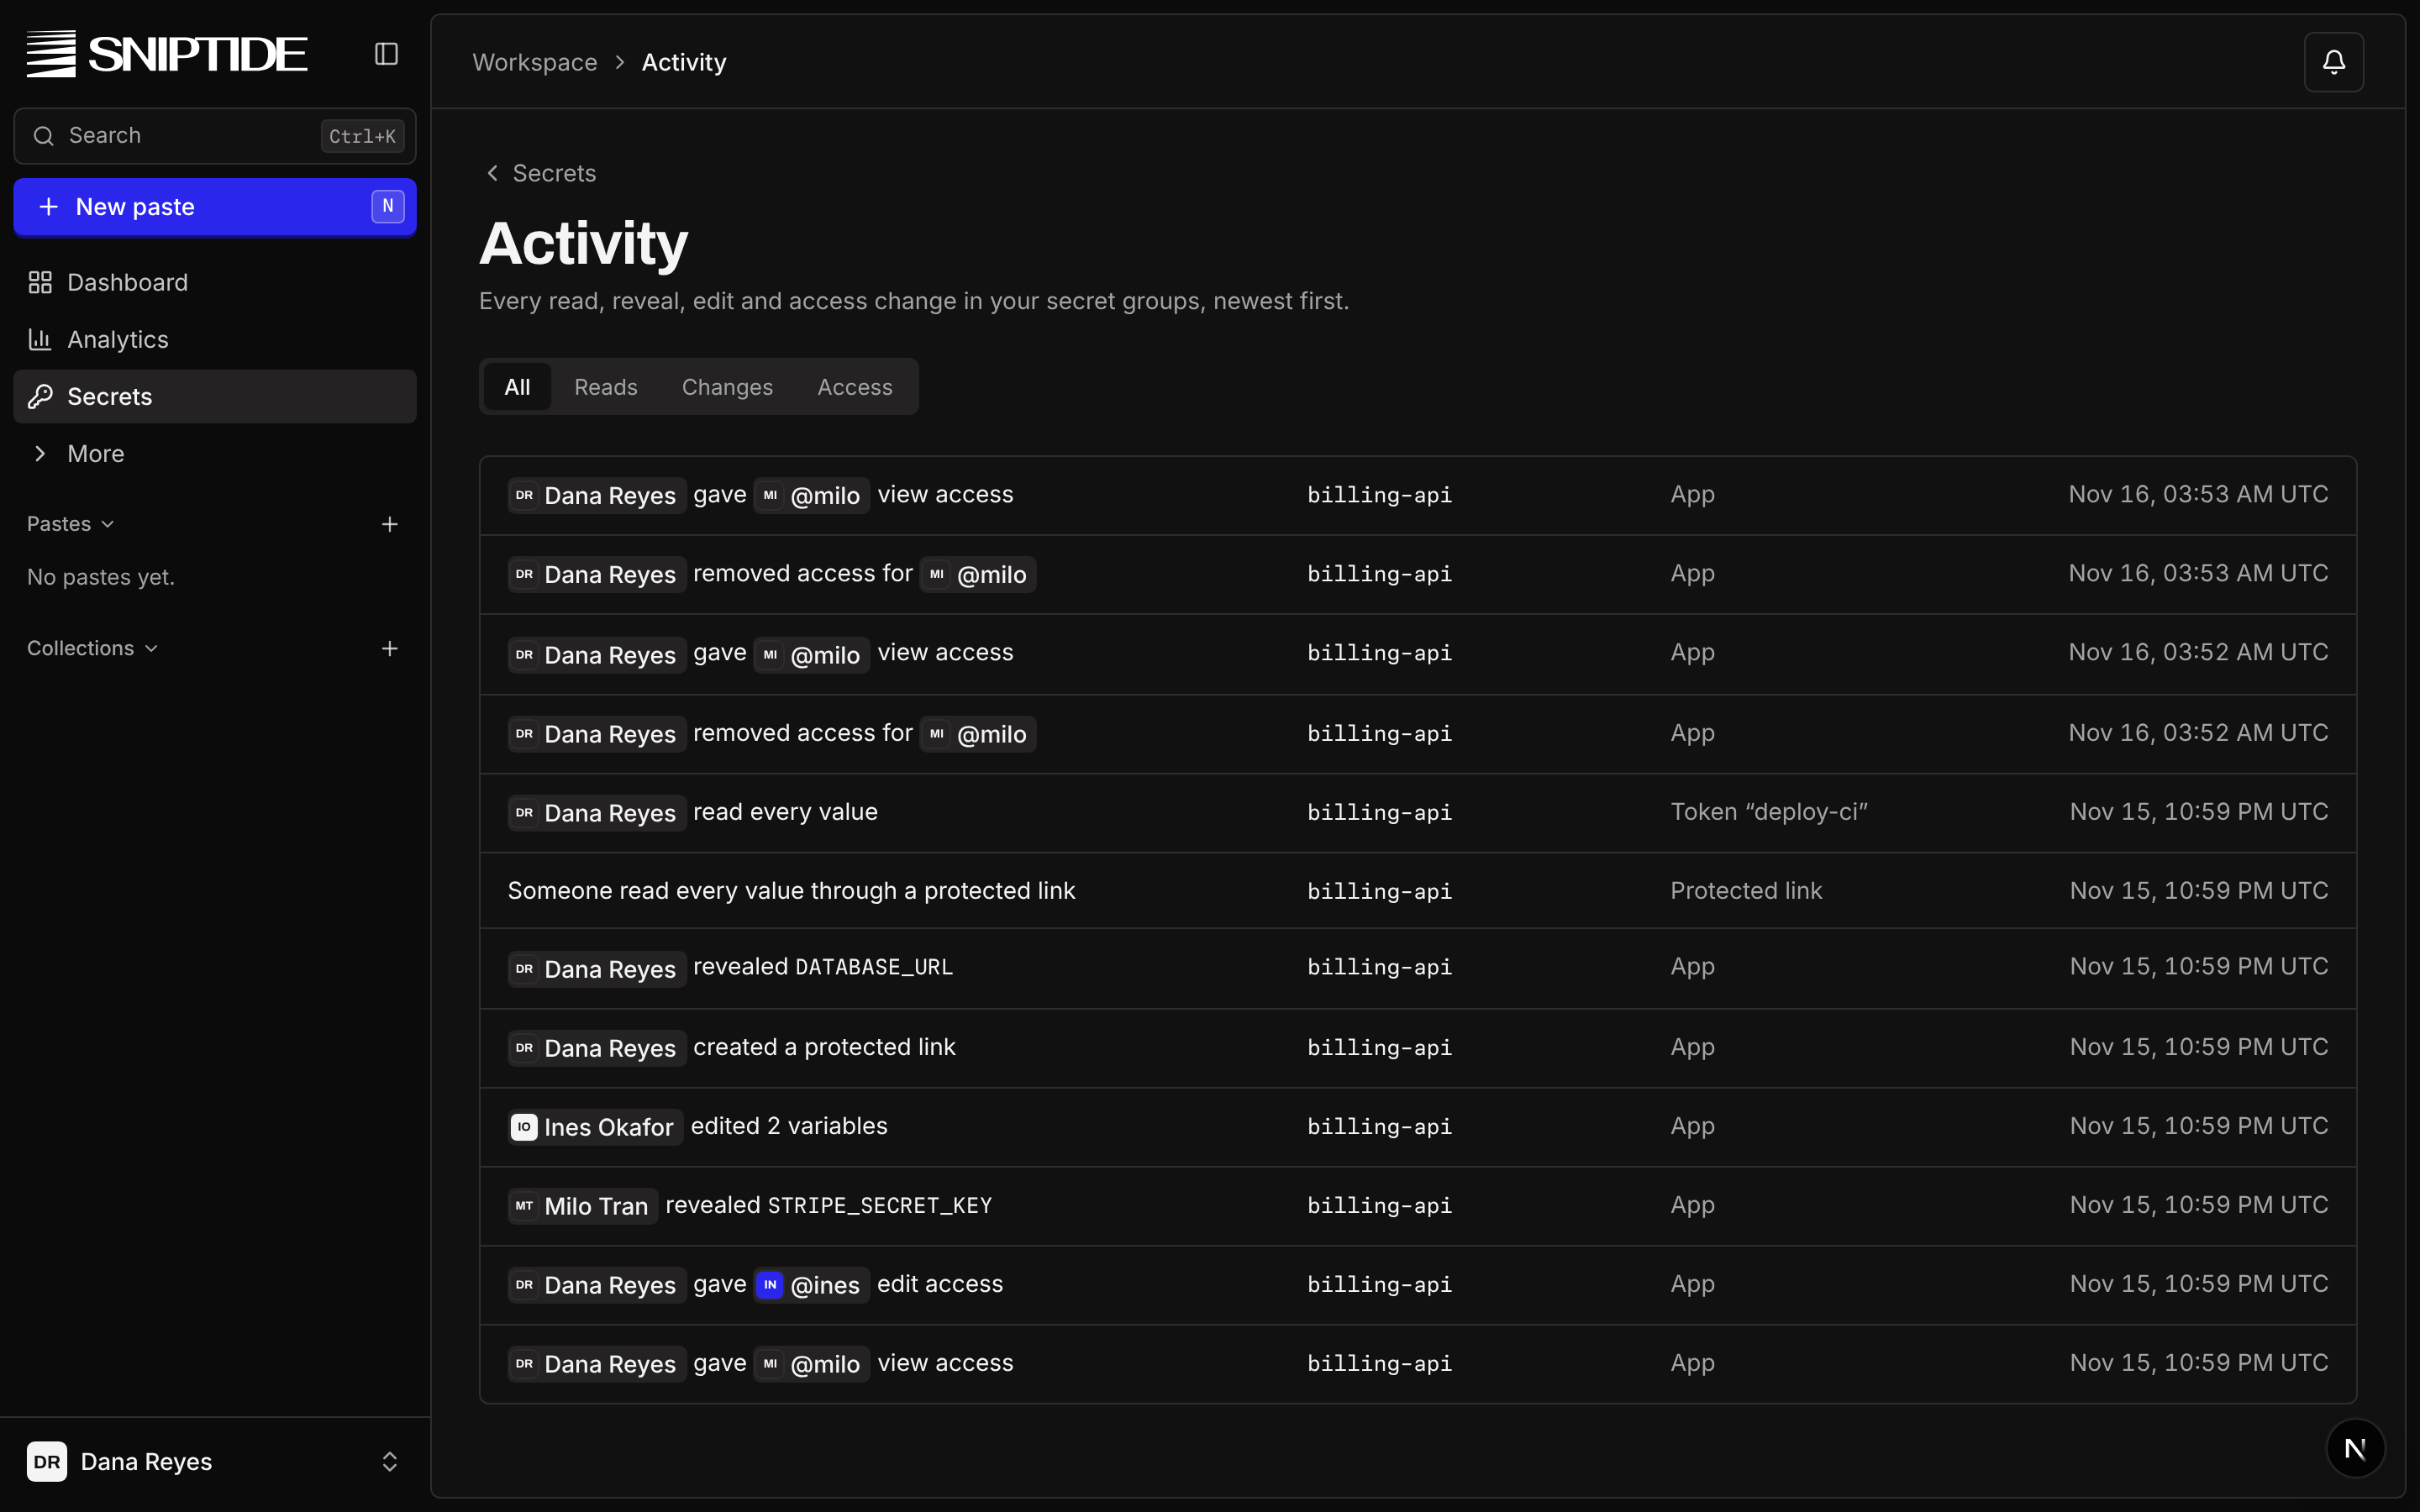 SNIPTIDE
Search Ctrl+K
New paste N
Dashboard
Analytics
Secrets
More
Pastes
No pastes yet.
Collections
DR Dana Reyes
Workspace > Activity
Secrets
Activity
Every read, reveal, edit and access change in your secret groups, newest first.
All Reads Changes Access
DR Dana Reyes gave MI @milo view access billing-api App Nov 16, 03:53 AM UTC
DR Dana Reyes removed access for MI @milo billing-api App Nov 16, 03:53 AM UTC
DR Dana Reyes gave MI @milo view access billing-api App Nov 16, 03:52 AM UTC
DR Dana Reyes removed access for MI @milo billing-api App Nov 16, 03:52 AM UTC
DR Dana Reyes read every value billing-api Token “deploy-ci” Nov 15, 10:59 PM UTC
Someone read every value through a protected link billing-api Protected link Nov 15, 10:59 PM UTC
DR Dana Reyes revealed DATABASE_URL billing-api App Nov 15, 10:59 PM UTC
DR Dana Reyes created a protected link billing-api App Nov 15, 10:59 PM UTC
IO Ines Okafor edited 2 variables billing-api App Nov 15, 10:59 PM UTC
MT Milo Tran revealed STRIPE_SECRET_KEY billing-api App Nov 15, 10:59 PM UTC
DR Dana Reyes gave IN @ines edit access billing-api App Nov 15, 10:59 PM UTC
DR Dana Reyes gave MI @milo view access billing-api App Nov 15, 10:59 PM UTC
N